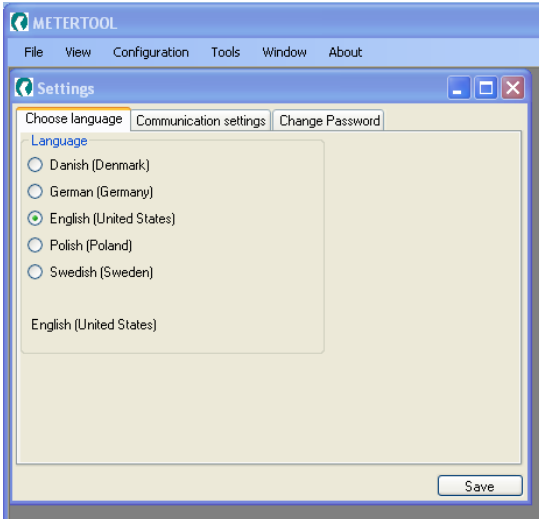 METERTOOL
File View Configuration Tools Window About
Settings
Choose language Communication settings Change Password
Language
Danish (Denmark)
German (Germany)
English (United States)
Polish (Poland)
Swedish (Sweden)
English (United States)
Save